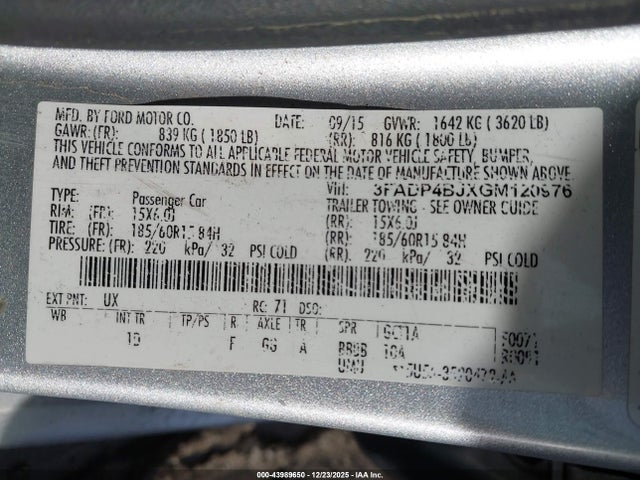 MFD. BY FORD MOTOR CO. DATE: 09/15 GVWR: 1642 KG ( 3620 LB)
GAWR: (FR): 839 KG ( 1850 LB) (RR): 816 KG ( 1800 LB)
THIS VEHICLE CONFORMS TO ALL APPLICABLE FEDERAL MOTOR VEHICLE SAFETY, BUMPER,
AND THEFT PREVENTION STANDARDS IN EFFECT ON THE DATE OF MANUFACTURE SHOWN ABOVE.
VIN: 3FADP4BJXGM120976
TYPE: Passenger Car TRAILER TOWING - SEE OWNER GUIDE
RIM: (FR): 15X6.0J (RR): 15X6.0J
TIRE: (FR): 185/60R15 84H (RR): 185/60R15 84H
PRESSURE: (FR): 220 kPa/ 32 PSI COLD (RR): 220 kPa/ 32 PSI COLD
EXT PNT: UX RC: 71 DSO:
WB INT TR TP/PS R AXLE TR SPR
1D F GG A
IAA
00-43989650 - 12/23/2025 - IAA Inc.